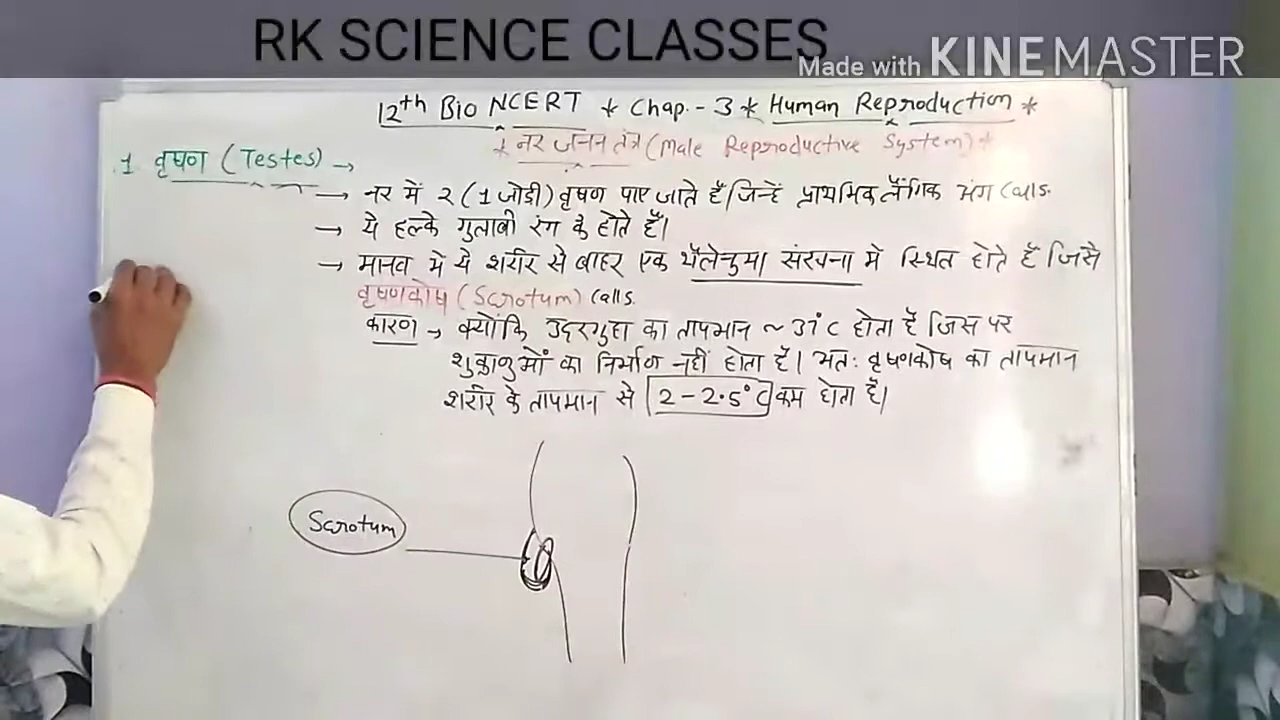 RK SCIENCE CLASSES
Made with KINEMASTER
12th Bio NCERT * Chap. - 3 * Human Reproduction *
* नर जनन तंत्र (Male Reproductive System) *
1 वृषण (Testes) →
→ नर में 2 (1 जोडी) वृषण पाए जाते हैं, जिन्हें प्राथमिक लैंगिक अंग Calls.
→ ये हल्के गुलाबी रंग के होते हैं।
→ मानव में ये शरीर से बाहर एक थैलेनुमा संरचना में स्थित होते हैं जिसे
वृषणकोष (Scrotum) Calls.
कारण → क्योंकि उदरगुहा का तापमान ~ 37°C होता है जिस पर
शुक्राणुओं का निर्माण नहीं होता है। अतः वृषणकोष का तापमान
शरीर के तापमान से 2 - 2.5°C कम होता है।
Scrotum